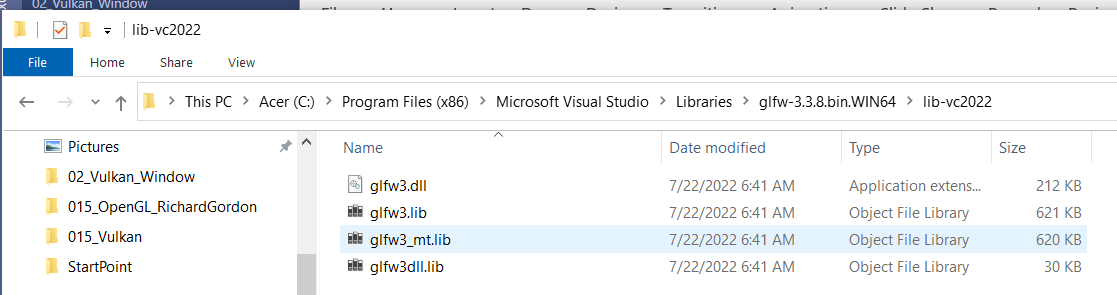 02_Vulkan_Window
lib-vc2022
File Home Share View
This PC Acer (C:) Program Files (x86) Microsoft Visual Studio Libraries glfw-3.3.8.bin.WIN64 lib-vc2022
Pictures
02_Vulkan_Window
015_OpenGL_RichardGordon
015_Vulkan
StartPoint
Name Date modified Type Size
glfw3.dll 7/22/2022 6:41 AM Application extens... 212 KB
glfw3.lib 7/22/2022 6:41 AM Object File Library 621 KB
glfw3_mt.lib 7/22/2022 6:41 AM Object File Library 620 KB
glfw3dll.lib 7/22/2022 6:41 AM Object File Library 30 KB